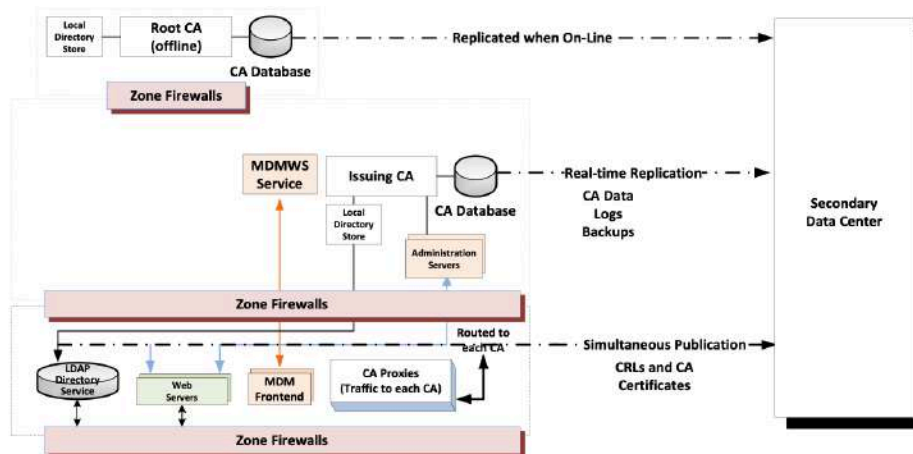 Local
Directory
Store
Root CA
(offline)
CA Database
Replicated when On-Line
Zone Firewalls
MDMWS
Service
Issuing CA
Local
Directory
Store
CA Database
Real-time Replication
CA Data
Logs
Backups
Secondary
Data Center
Administration
Servers
Zone Firewalls
Routed to
each CA
Simultaneous Publication
CRLs and CA
Certificates
LDAP
Directory
Service
Web
Servers
MDM
Frontend
CA Proxies
(Traffic to each CA)
Zone Firewalls